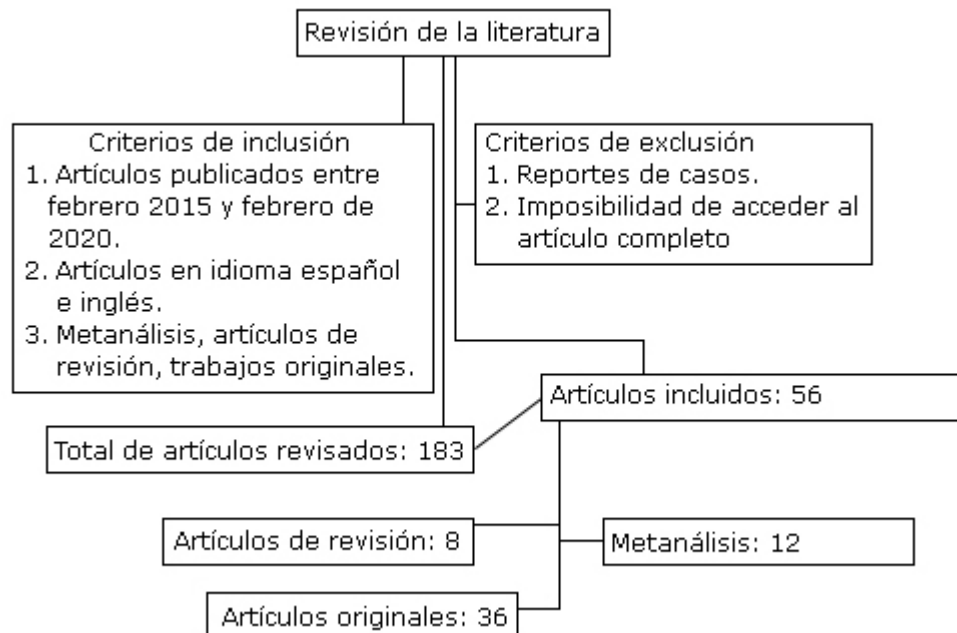 Revisión de la literatura
Criterios de inclusión
1. Artículos publicados entre
febrero 2015 y febrero de
2020.
2. Artículos en idioma español
e inglés.
3. Metanálisis, artículos de
revisión, trabajos originales.
Criterios de exclusión
1. Reportes de casos.
2. Imposibilidad de acceder al
artículo completo
Artículos incluidos: 56
Total de artículos revisados: 183
Artículos de revisión: 8
Metanálisis: 12
Artículos originales: 36